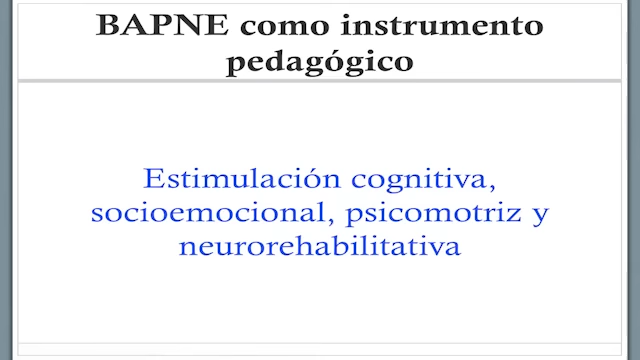 BAPNE como instrumento
pedagógico
Estimulación cognitiva,
socioemocional, psicomotriz y
neurorehabilitativa